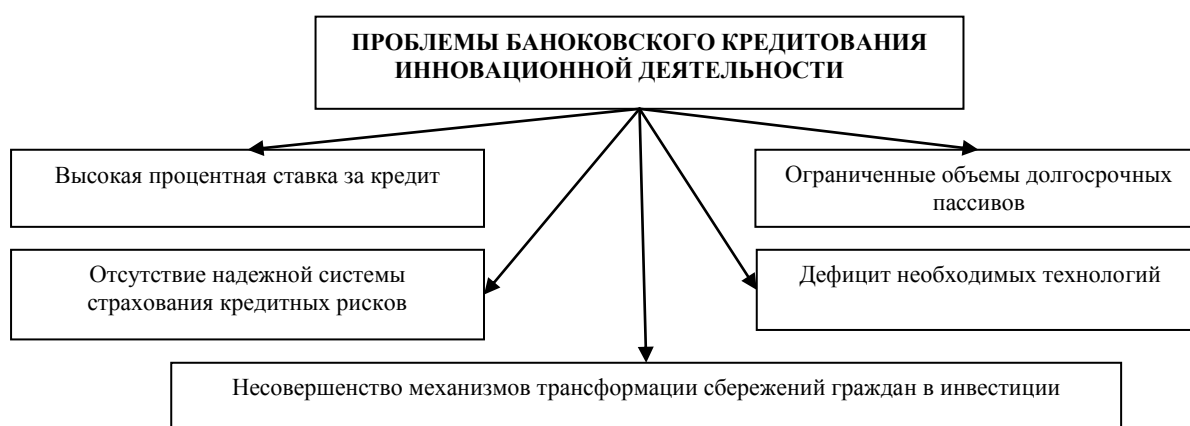 ПРОБЛЕМЫ БАНОКОВСКОГО КРЕДИТОВАНИЯ
ИННОВАЦИОННОЙ ДЕЯТЕЛЬНОСТИ
Высокая процентная ставка за кредит
Ограниченные объемы долгосрочных
пассивов
Отсутствие надежной системы
страхования кредитных рисков
Дефицит необходимых технологий
Несовершенство механизмов трансформации сбережений граждан в инвестиции